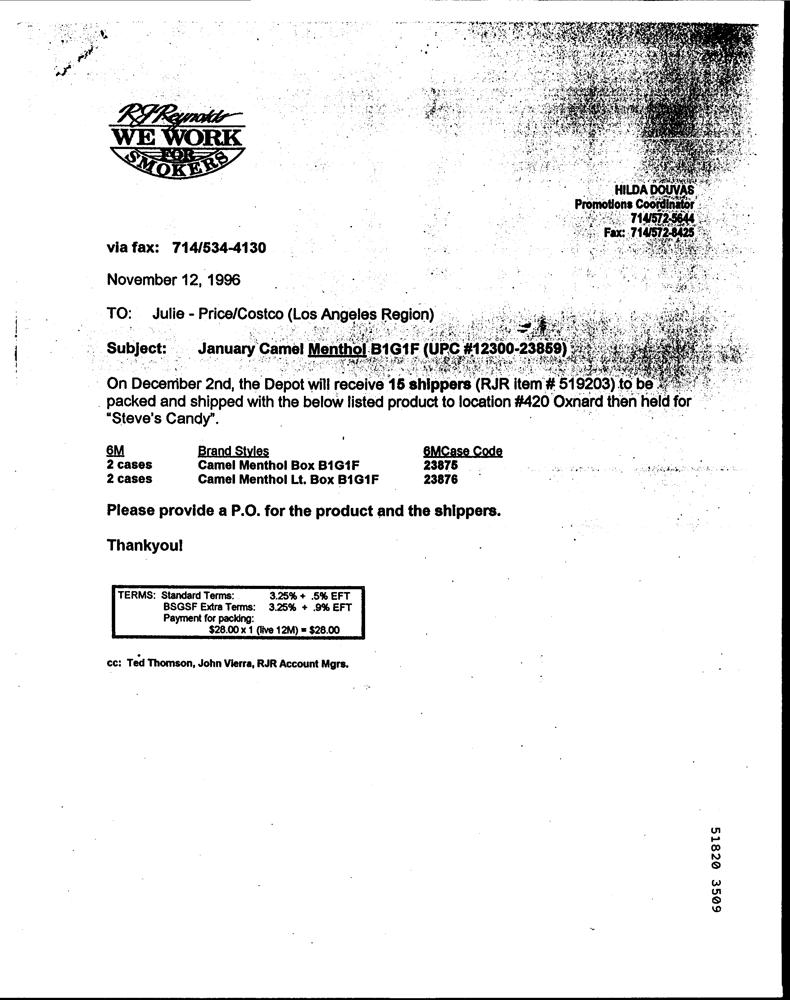 RJReynolds
WE WORK
FOR
SMOKERS
HILDA DOUVAS
Promotions Coordinator
714/572-5644
Fax: 714/572-8425
via fax: 714/534-4130
November 12, 1996
TO: Julie - Price/Costco (Los Angeles Region)
Subject: January Camel Menthol B1G1F (UPC #12300-23859)
On December 2nd, the Depot will receive 15 shippers (RJR item # 519203) to be
packed and shipped with the below listed product to location #420 Oxnard then held for
"Steve's Candy".
6M Brand Styles 6MCase Code
2 cases Camel Menthol Box B1G1F 23875
2 cases Camel Menthol Lt. Box B1G1F 23876
Please provide a P.O. for the product and the shippers.
Thankyou!
TERMS: Standard Terms: 3.25% + .5% EFT
BSGSF Extra Terms: 3.25% + .9% EFT
Payment for packing:
$28.00 x 1 (live 12M) = $28.00
cc: Ted Thomson, John Vierra, RJR Account Mgrs.
51820 3509